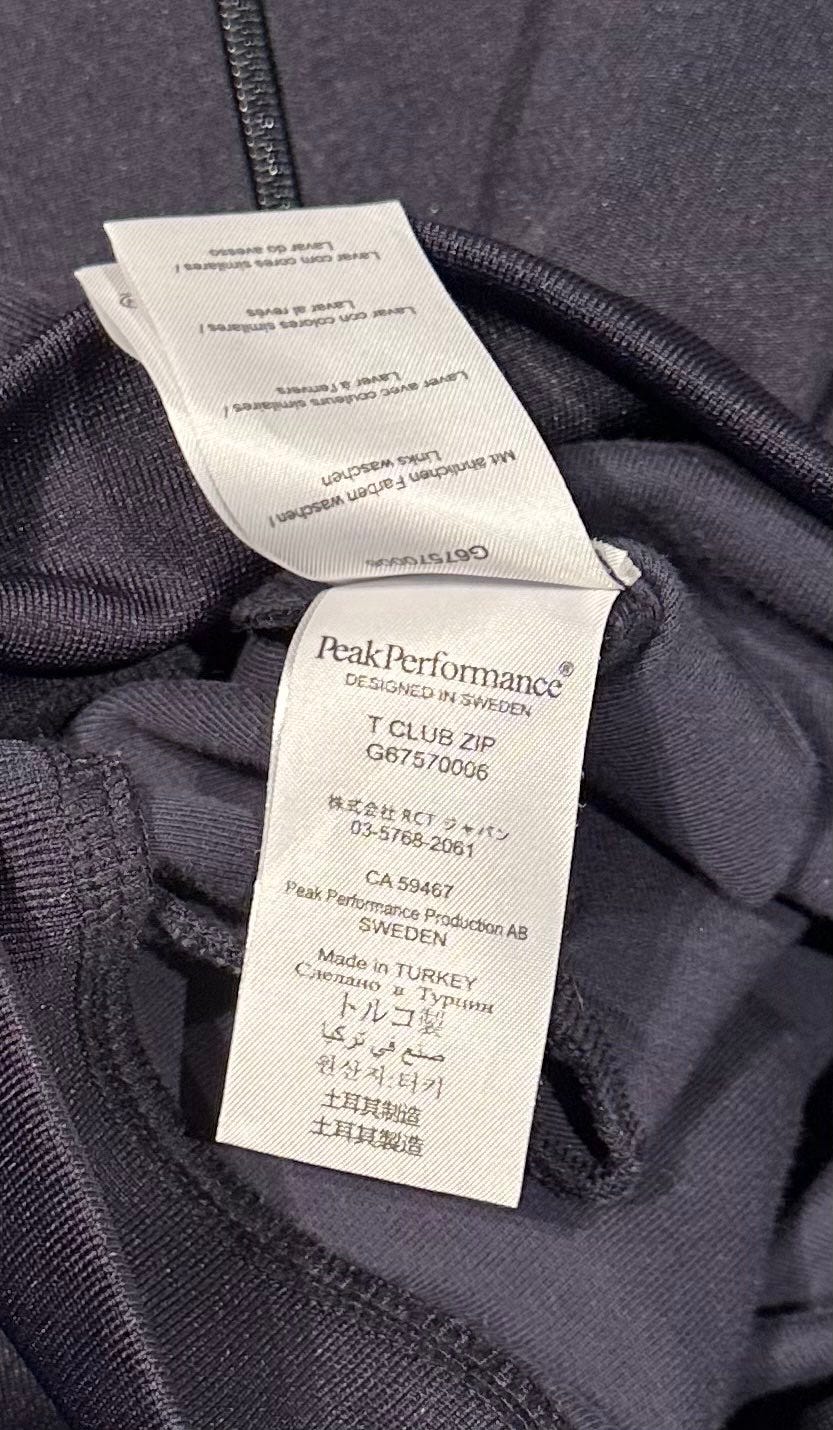 Lavar com cores similares /
Lavar do avesso
Lavar con colores similares /
Lavar al revés
Laver avec couleurs similaires /
Laver à l'envers
Mit ähnlichen Farben waschen /
Links waschen
G67570006
PeakPerformance®
DESIGNED IN SWEDEN
T CLUB ZIP
G67570006
株式会社 RCT ジャパン
03-5768-2061
CA 59467
Peak Performance Production AB
SWEDEN
Made in TURKEY
Сделано в Турции
トルコ製
صنع في تركيا
원산지:터키
土耳其制造
土耳其製造